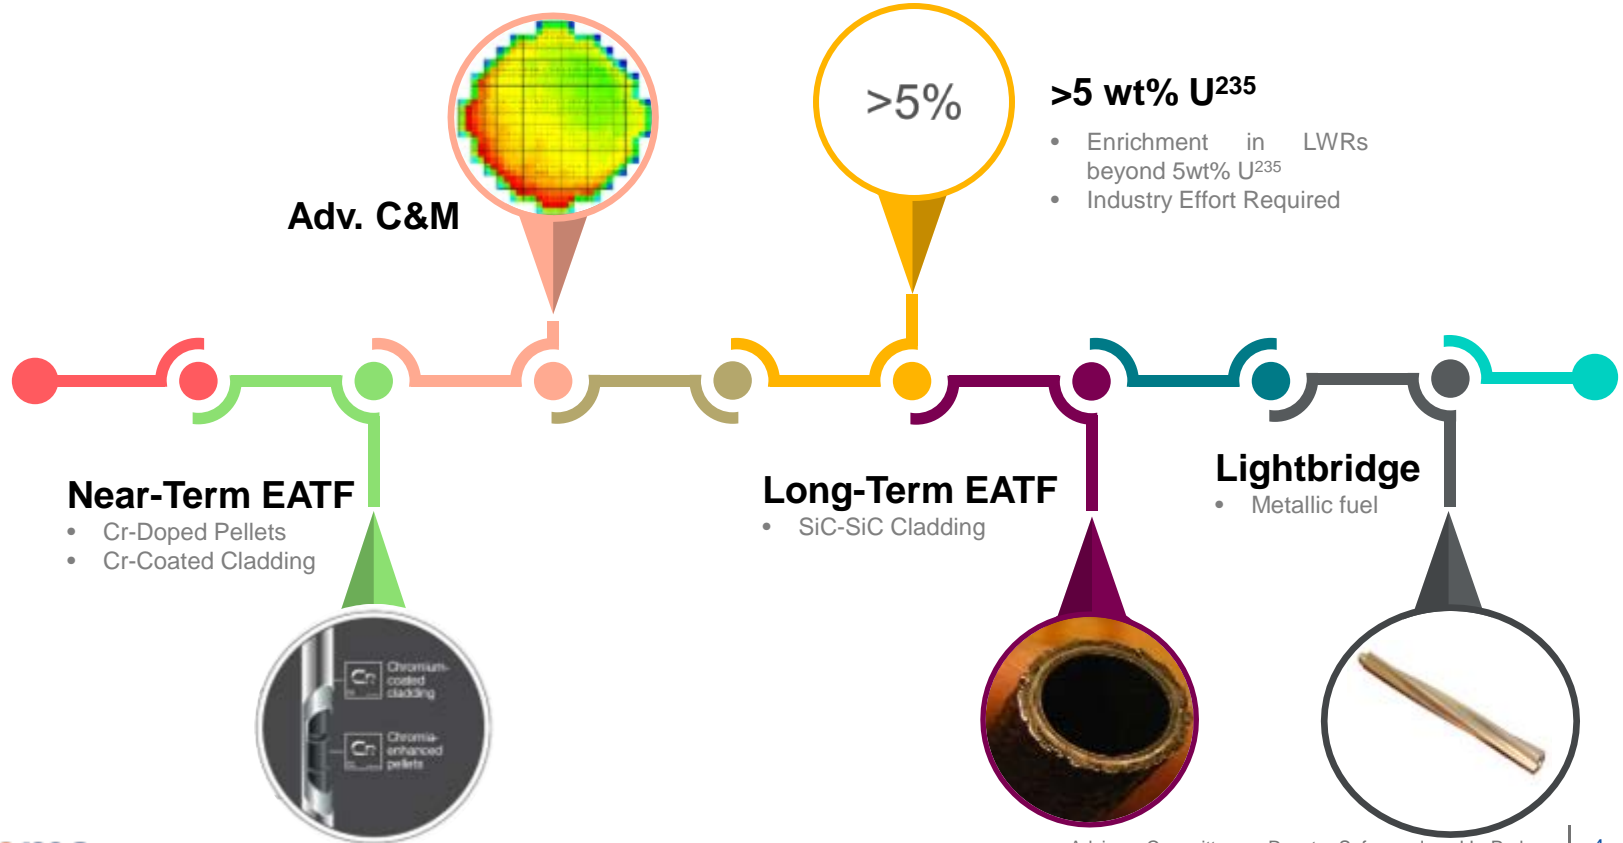 >5%
>5 wt% U235
• Enrichment in LWRs
beyond 5wt% U235
• Industry Effort Required
Adv. C&M
Near-Term EATF
• Cr-Doped Pellets
• Cr-Coated Cladding
Long-Term EATF
• SiC-SiC Cladding
Lightbridge
• Metallic fuel
Cr
Chromium-
coated
cladding
Cr
Chromia-
enhanced
pellets